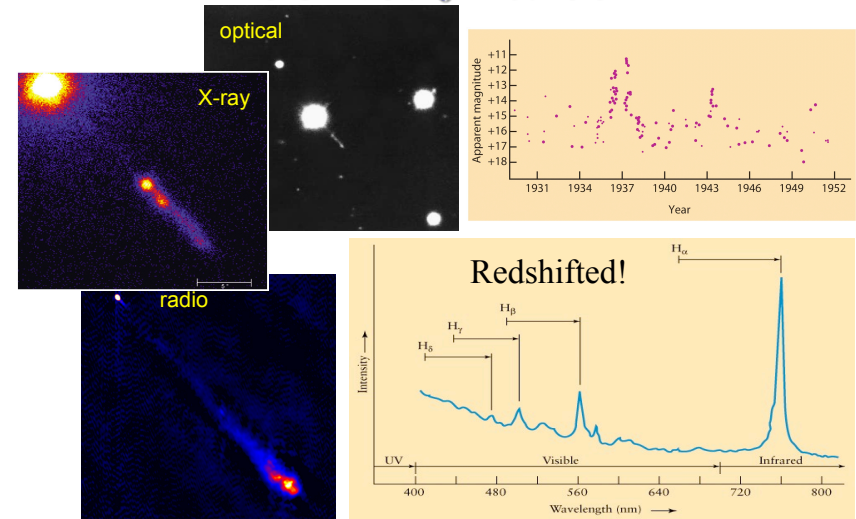 optical
X-ray
5"
radio
Apparent magnitude
+11
+12
+13
+14
+15
+16
+17
+18
1931 1934 1937 1940 1943 1946 1949 1952
Year
Redshifted!
Hα
Hβ
Hγ
Hδ
Intensity
UV Visible Infrared
400 480 560 640 720 800
Wavelength (nm)